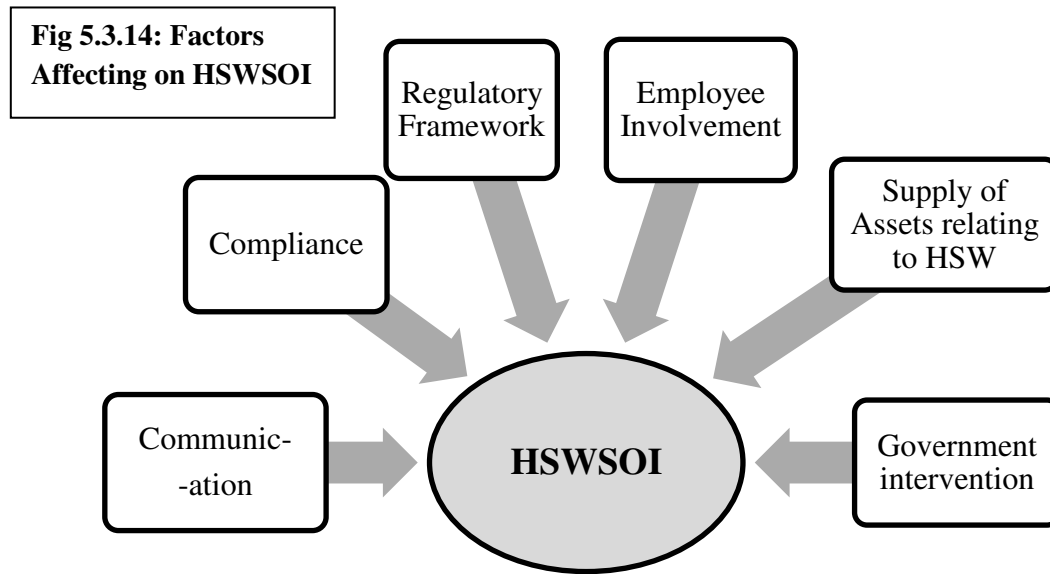 Fig 5.3.14: Factors
Affecting on HSWSOI
Regulatory
Framework
Employee
Involvement
Compliance
Supply of
Assets relating
to HSW
Communic-
-ation
HSWSOI
Government
intervention